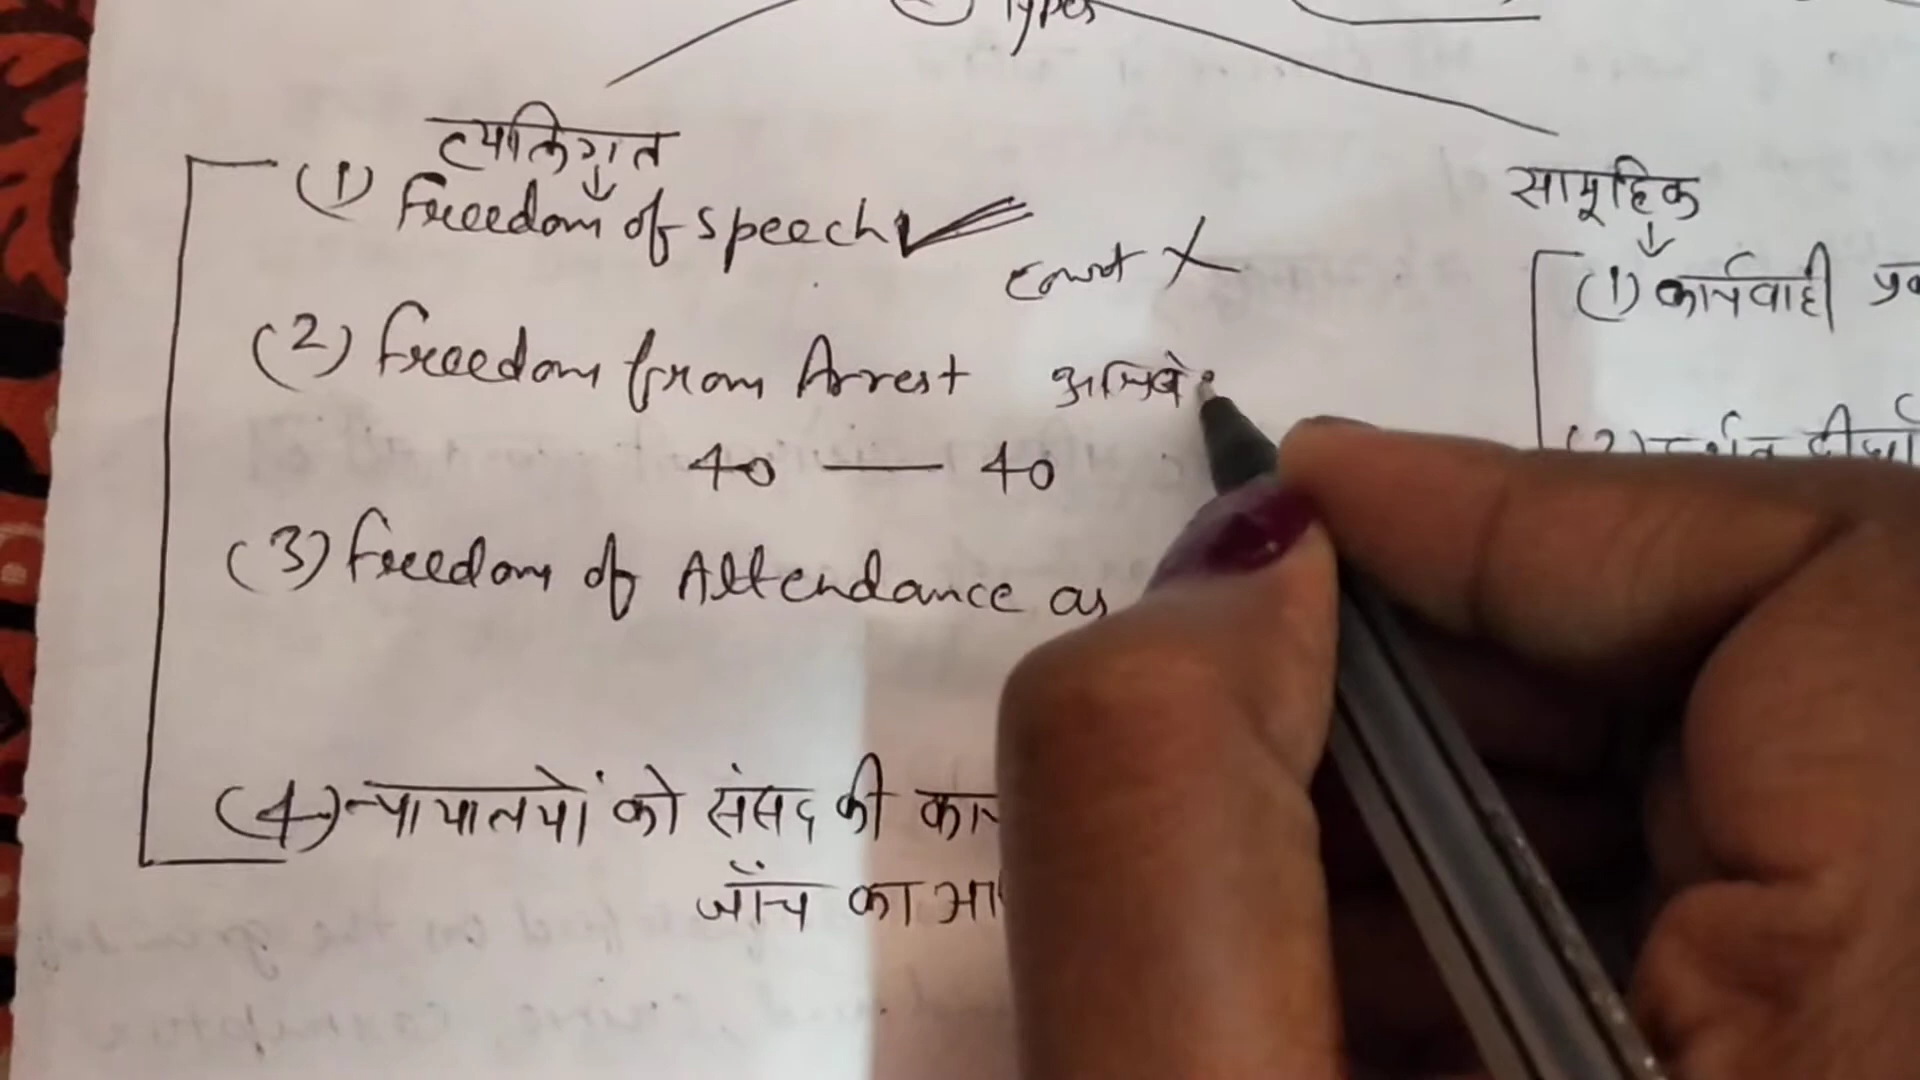 Types
व्यक्तिगत
(1) Freedom of speech
court X
(2) Freedom from Arrest
40 — 40
(3) Freedom of Attendance as
(4) न्यायालयों को संसद की
जाँच का
सामूहिक
(1) कार्यवाही